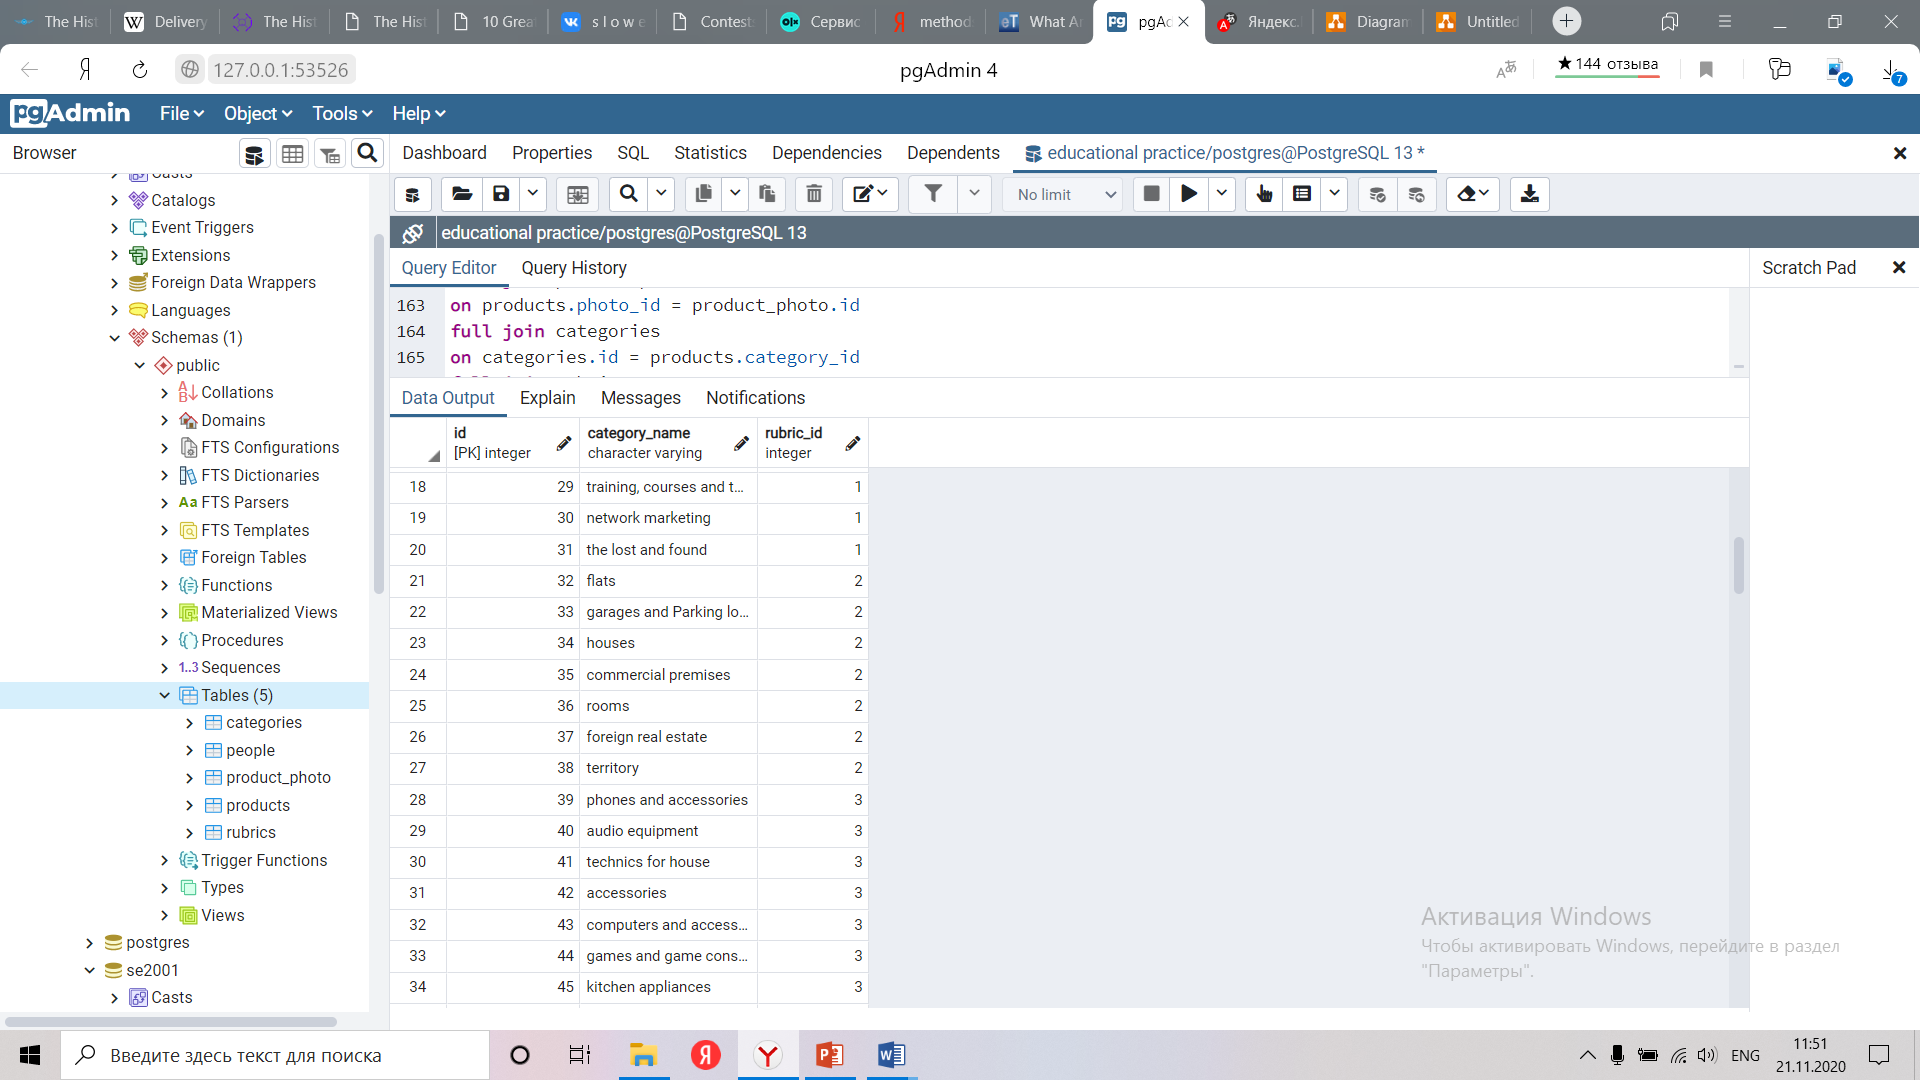 The Hist
Delivery
The Hist
The Hist
10 Grea
s l o w e
Contest
Сервис
method
What Ar
pgAd
Яндекс.
Diagram
Untitled
127.0.0.1:53526
pgAdmin 4
★ 144 отзыва
7
pgAdmin
File
Object
Tools
Help
Browser
Dashboard
Properties
SQL
Statistics
Dependencies
Dependents
educational practice/postgres@PostgreSQL 13 *
No limit
educational practice/postgres@PostgreSQL 13
Query Editor
Query History
Scratch Pad
163 on products.photo_id = product_photo.id
164 full join categories
165 on categories.id = products.category_id
Data Output
Explain
Messages
Notifications
id
[PK] integer
category_name
character varying
rubric_id
integer
18 29 training, courses and t... 1
19 30 network marketing 1
20 31 the lost and found 1
21 32 flats 2
22 33 garages and Parking lo... 2
23 34 houses 2
24 35 commercial premises 2
25 36 rooms 2
26 37 foreign real estate 2
27 38 territory 2
28 39 phones and accessories 3
29 40 audio equipment 3
30 41 technics for house 3
31 42 accessories 3
32 43 computers and access... 3
33 44 games and game cons... 3
34 45 kitchen appliances 3
Casts
Catalogs
Event Triggers
Extensions
Foreign Data Wrappers
Languages
Schemas (1)
public
Collations
Domains
FTS Configurations
FTS Dictionaries
Aa FTS Parsers
FTS Templates
Foreign Tables
Functions
Materialized Views
Procedures
1..3 Sequences
Tables (5)
categories
people
product_photo
products
rubrics
Trigger Functions
Types
Views
postgres
se2001
Casts
Активация Windows
Чтобы активировать Windows, перейдите в раздел
"Параметры".
Введите здесь текст для поиска
ENG
11:51
21.11.2020